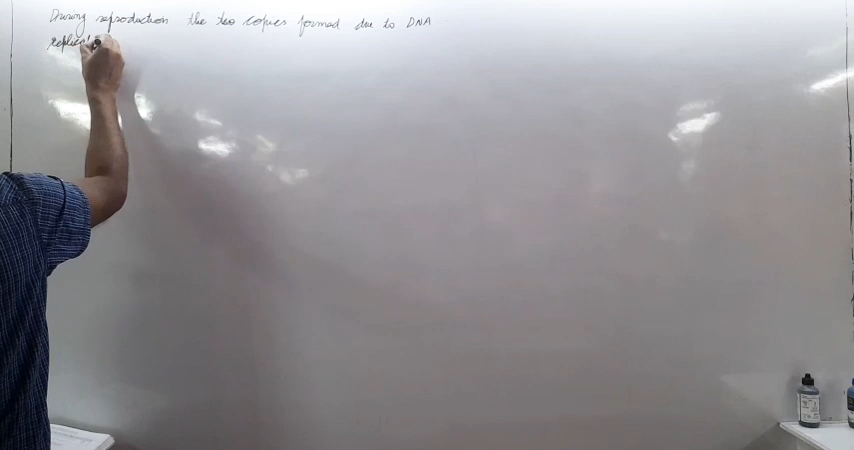 During reproduction the two copies formed due to DNA
replica